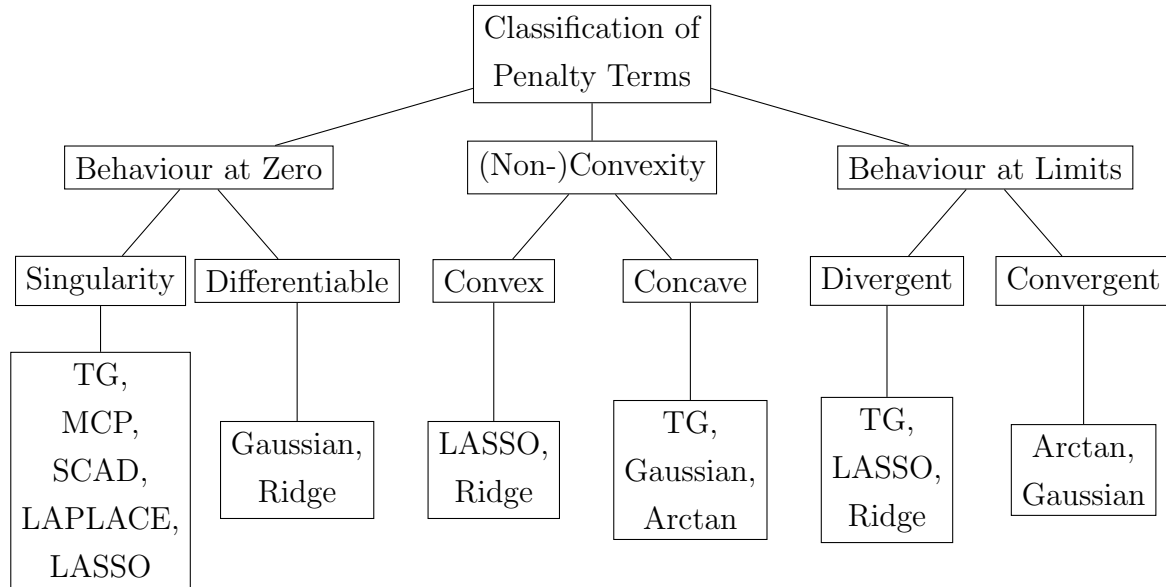 Classification of
Penalty Terms
Behaviour at Zero
(Non-)Convexity
Behaviour at Limits
Singularity
Differentiable
Convex
Concave
Divergent
Convergent
TG,
MCP,
SCAD,
LAPLACE,
LASSO
Gaussian,
Ridge
LASSO,
Ridge
TG,
Gaussian,
Arctan
TG,
LASSO,
Ridge
Arctan,
Gaussian